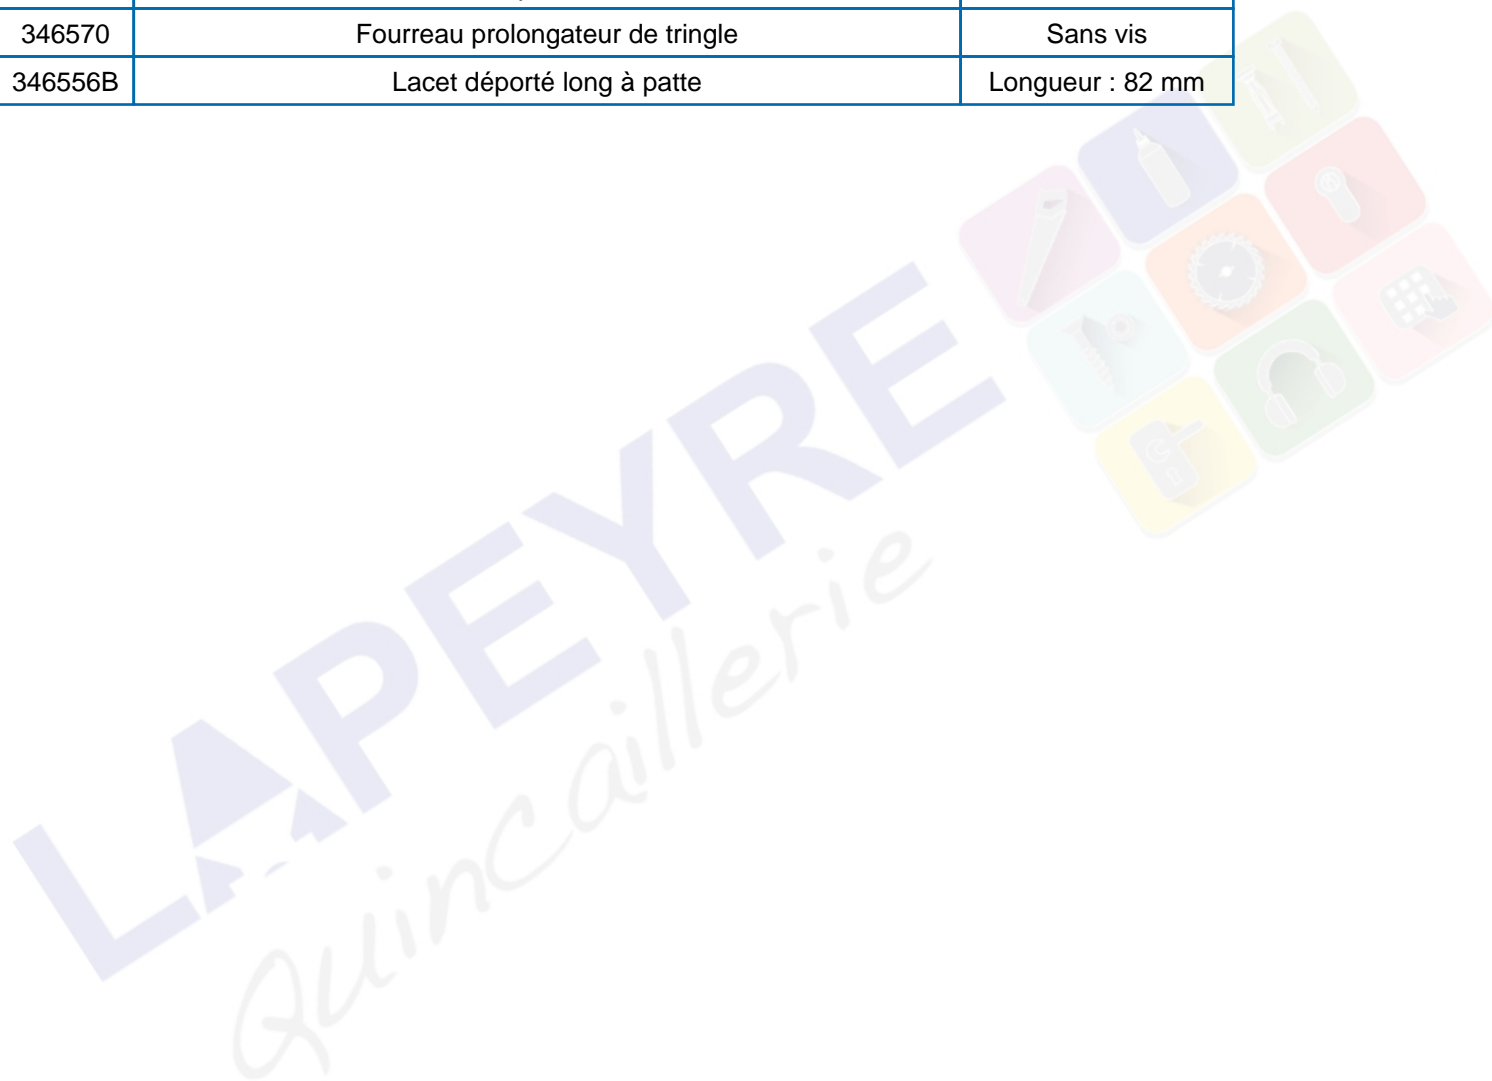 346570 Fourreau prolongateur de tringle Sans vis
346556B Lacet déporté long à patte Longueur : 82 mm
LAPEYRE
Quincaillerie